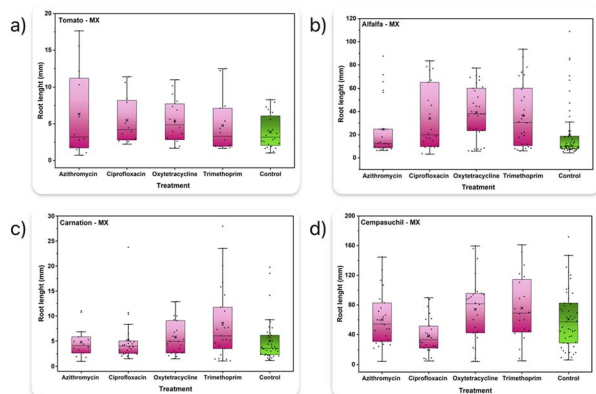 a)
Tomato - MX
Root lenght (mm)
20
15
10
5
0
Azithromycin Ciprofloxacin Oxytetracycline Trimethoprim Control
Treatment
b)
Alfalfa - MX
Root lenght (mm)
120
100
80
60
40
20
0
Azithromycin Ciprofloxacin Oxytetracycline Trimethoprim Control
Treatment
c)
Carnation - MX
Root lenght (mm)
30
25
20
15
10
5
0
Azithromycin Ciprofloxacin Oxytetracycline Trimethoprim Control
Treatment
d)
Cempasuchil - MX
Root lenght (mm)
200
160
120
80
40
0
Azithromycin Ciprofloxacin Oxytetracycline Trimethoprim Control
Treatment